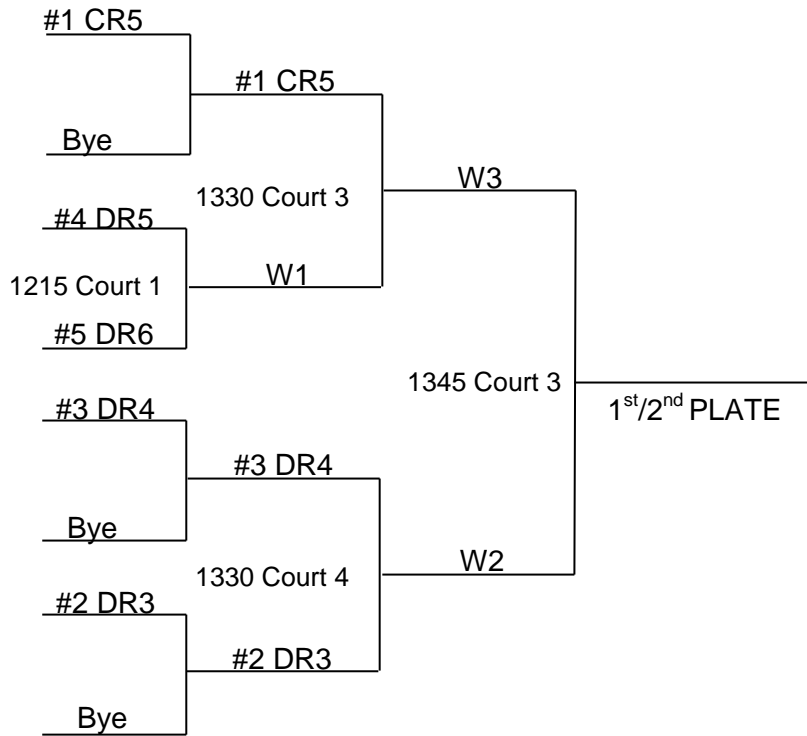 #1 CR5
#1 CR5
Bye
W3
1330 Court 3
#4 DR5
W1
1215 Court 1
#5 DR6
1345 Court 3
1st/2nd PLATE
#3 DR4
#3 DR4
Bye
W2
1330 Court 4
#2 DR3
#2 DR3
Bye